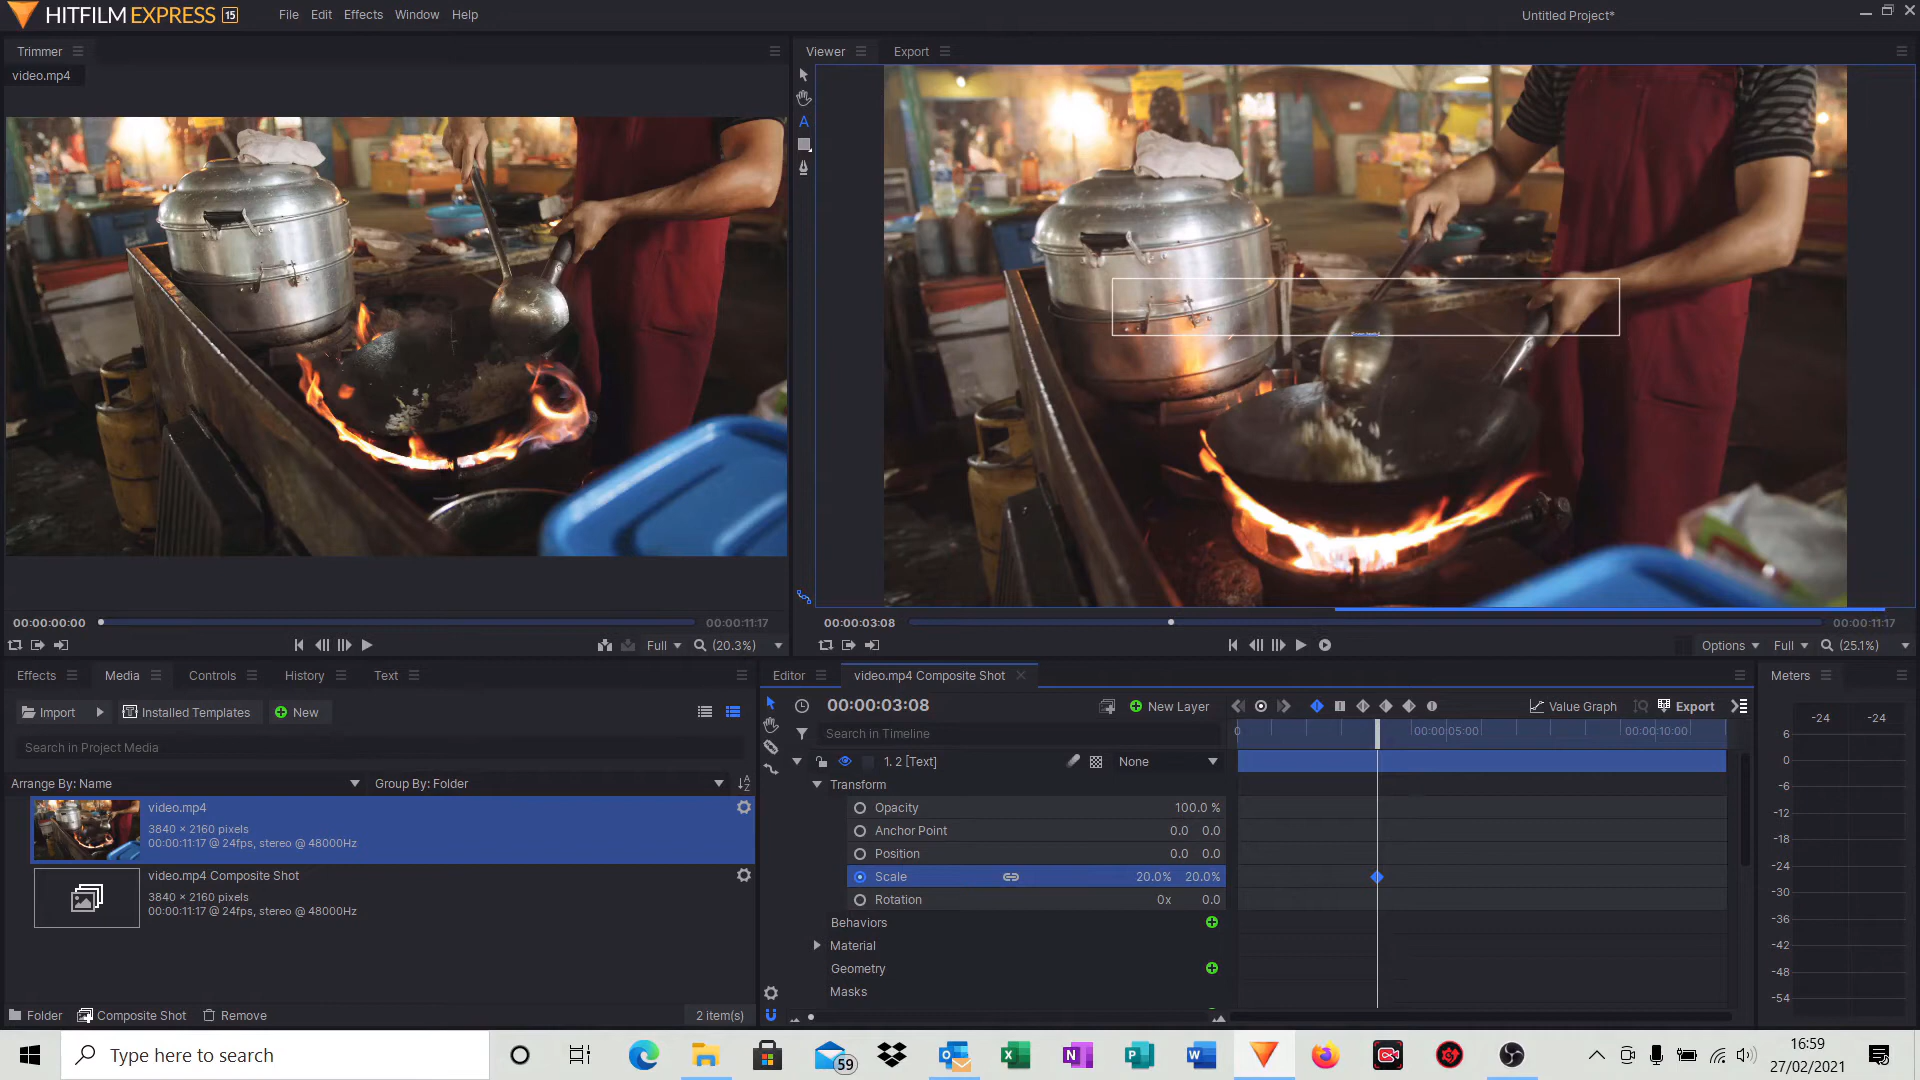 HITFILM EXPRESS 15
File Edit Effects Window Help
Untitled Project*
Trimmer
video.mp4
Viewer Export
00:00:00:00 00:00:11:17
Full (20.3%)
00:00:03:08 00:00:11:17
Options Full (25.1%)
Effects Media Controls History Text
Import Installed Templates New
Search in Project Media
Arrange By: Name Group By: Folder
video.mp4
3840 × 2160 pixels
00:00:11:17 @ 24fps, stereo @ 48000Hz
video.mp4 Composite Shot
3840 × 2160 pixels
00:00:11:17 @ 24fps, stereo @ 48000Hz
Folder Composite Shot Remove 2 item(s)
Editor video.mp4 Composite Shot
00:00:03:08 New Layer Value Graph Export
Search in Timeline
0 00:00:05:00 00:00:10:00
1. 2 [Text] None
Transform
Opacity 100.0 %
Anchor Point 0.0 0.0
Position 0.0 0.0
Scale 20.0% 20.0%
Rotation 0x 0.0
Behaviors
Material
Geometry
Masks
Meters
-24 -24
6
0
-6
-12
-18
-24
-30
-36
-42
-48
-54
Type here to search
59
16:59
27/02/2021